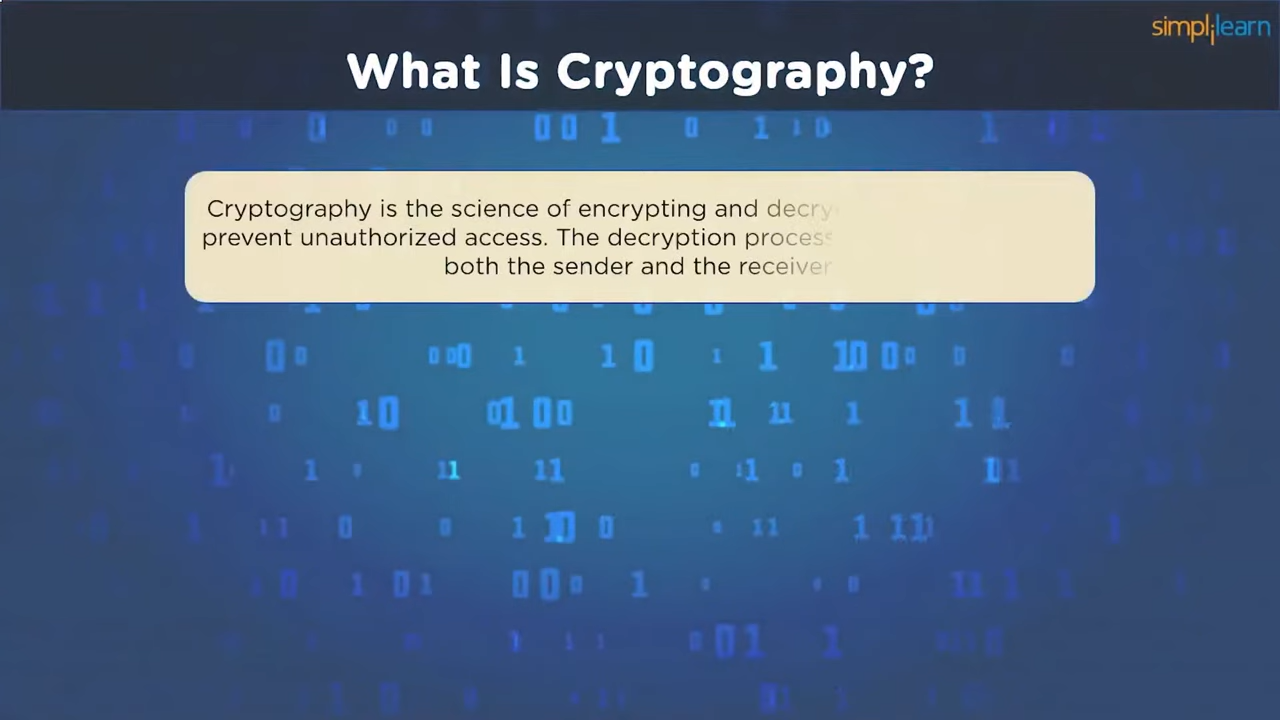 simplilearn
What Is Cryptography?
Cryptography is the science of encrypting and
prevent unauthorized access. The decryption process
both the sender and the receiver